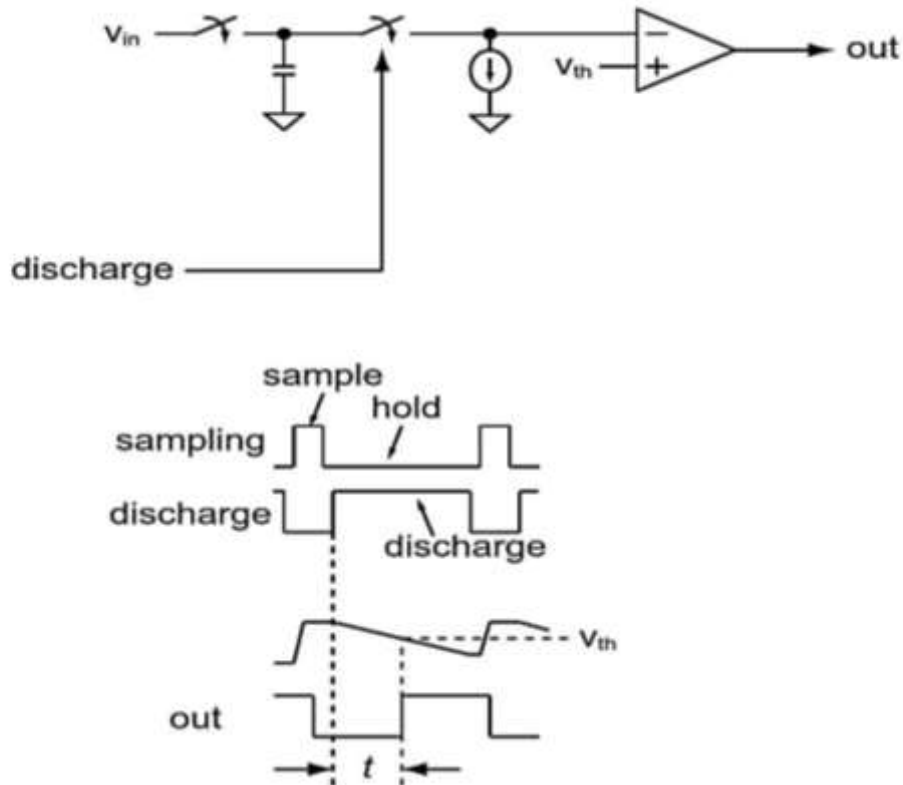 Vin
out
Vth
− +
discharge
sample
hold
sampling
discharge
discharge
Vth
out
t